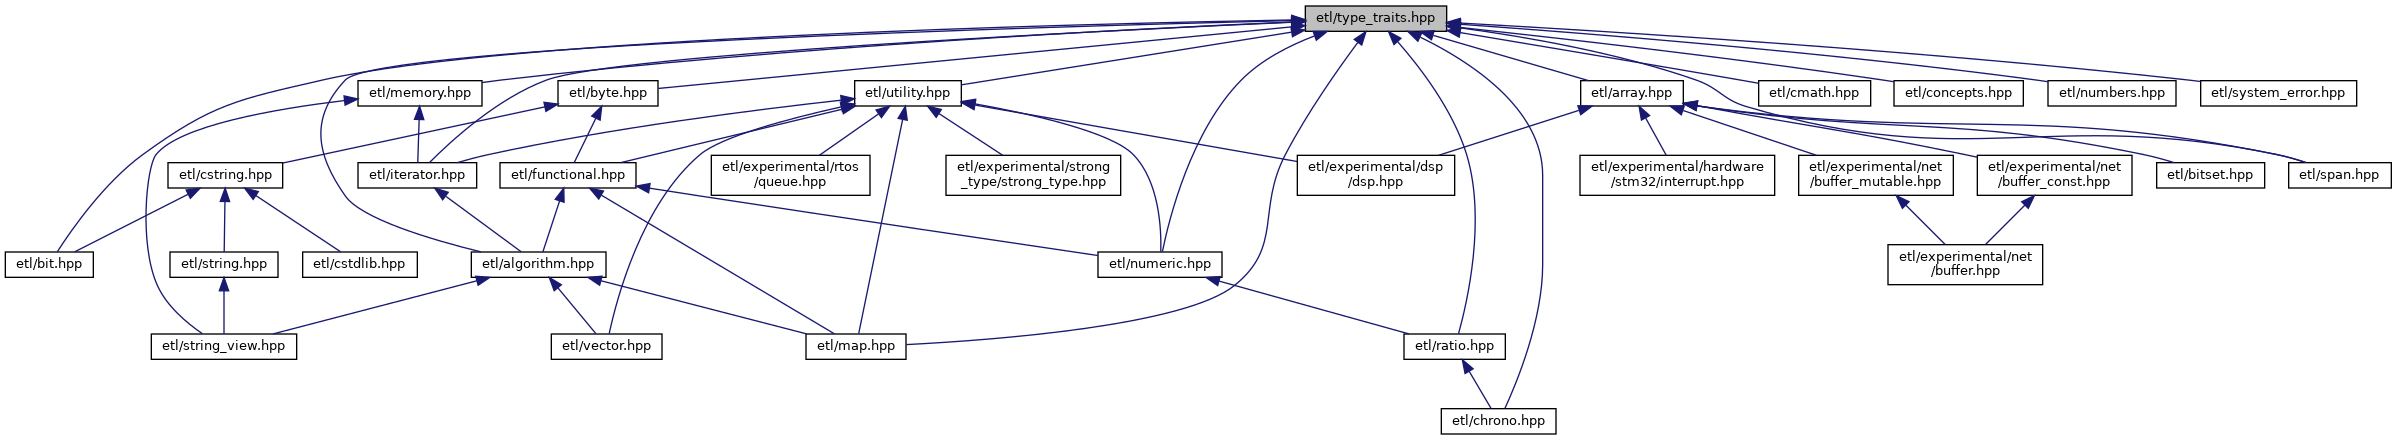 etl/type_traits.hpp
etl/memory.hpp
etl/byte.hpp
etl/utility.hpp
etl/array.hpp
etl/cmath.hpp
etl/concepts.hpp
etl/numbers.hpp
etl/system_error.hpp
etl/cstring.hpp
etl/iterator.hpp
etl/functional.hpp
etl/experimental/rtos
/queue.hpp
etl/experimental/strong
_type/strong_type.hpp
etl/experimental/dsp
/dsp.hpp
etl/experimental/hardware
/stm32/interrupt.hpp
etl/experimental/net
/buffer_mutable.hpp
etl/experimental/net
/buffer_const.hpp
etl/bitset.hpp
etl/span.hpp
etl/bit.hpp
etl/string.hpp
etl/cstdlib.hpp
etl/algorithm.hpp
etl/numeric.hpp
etl/experimental/net
/buffer.hpp
etl/string_view.hpp
etl/vector.hpp
etl/map.hpp
etl/ratio.hpp
etl/chrono.hpp